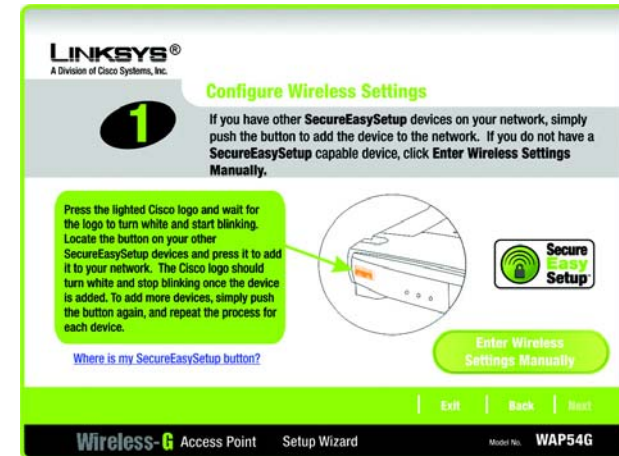 LINKSYS®
A Division of Cisco Systems, Inc.
Configure Wireless Settings
1
If you have other SecureEasySetup devices on your network, simply
push the button to add the device to the network. If you do not have a
SecureEasySetup capable device, click Enter Wireless Settings
Manually.
Press the lighted Cisco logo and wait for
the logo to turn white and start blinking.
Locate the button on your other
SecureEasySetup devices and press it to add
it to your network. The Cisco logo should
turn white and stop blinking once the device
is added. To add more devices, simply push
the button again, and repeat the process for
each device.
Where is my SecureEasySetup button?
Secure
Easy
Setup™
Enter Wireless
Settings Manually
Exit Back Next
Wireless-G Access Point Setup Wizard Model No. WAP54G